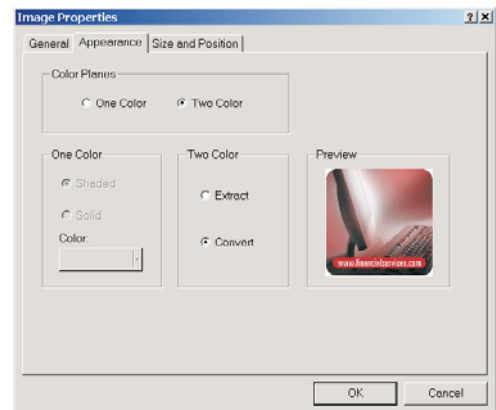 Image Properties
General Appearance Size and Position
Color Planes
One Color Two Color
One Color
Shaded
Solid
Color:
Two Color
Extract
Convert
Preview
www.financialservices.com
OK Cancel